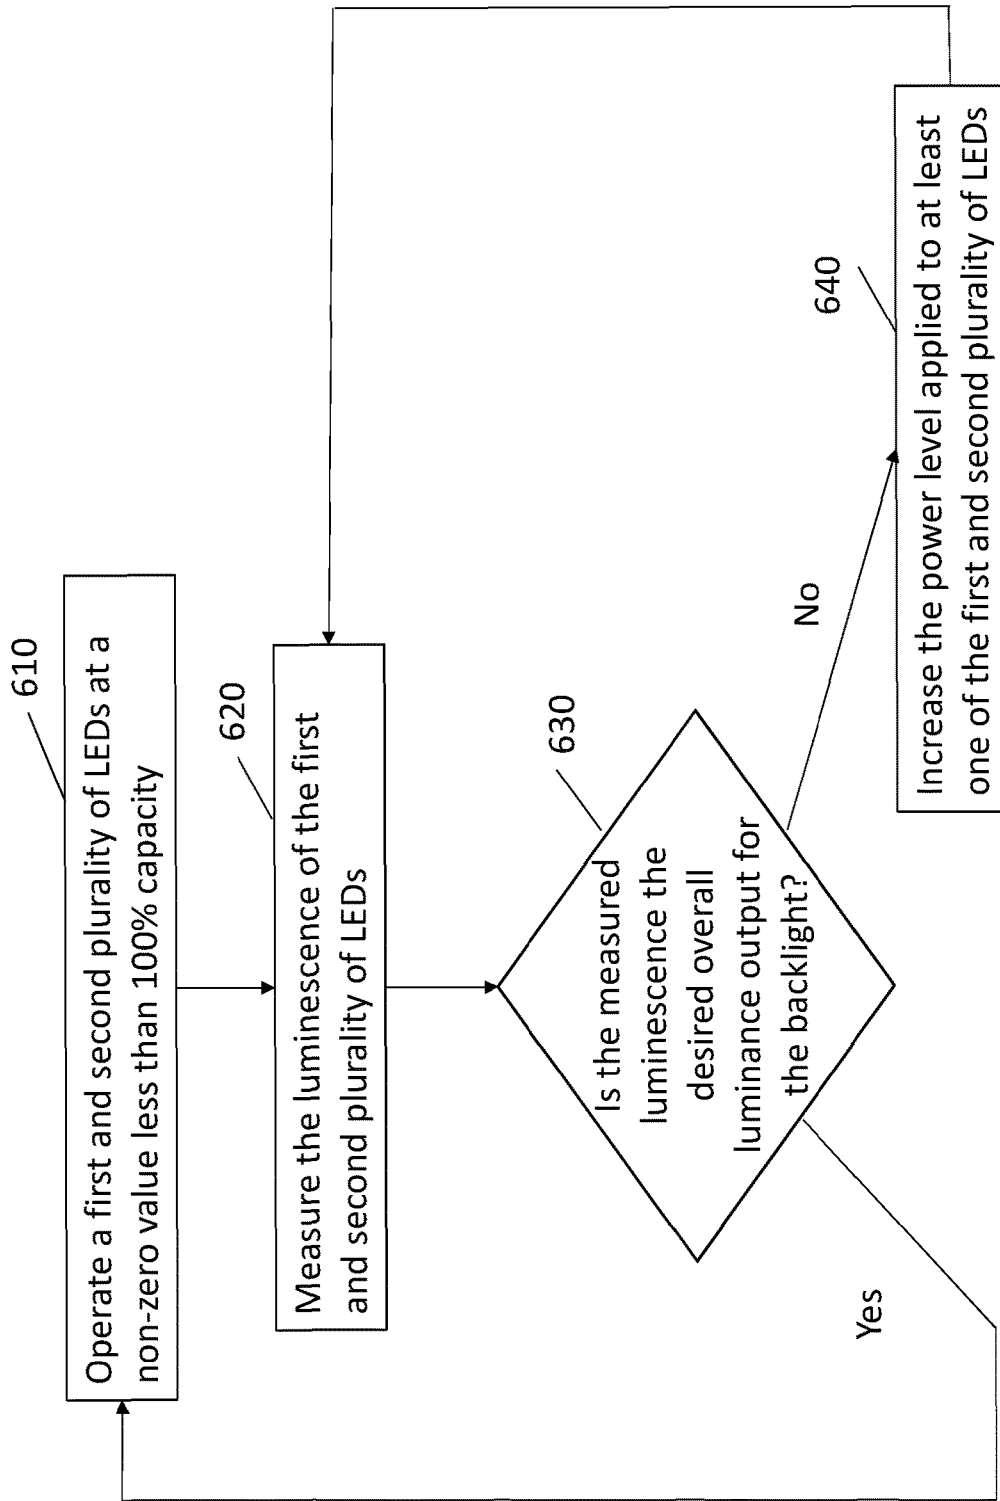 610
Operate a first and second plurality of LEDs at a
non-zero value less than 100% capacity
620
Measure the luminescence of the first
and second plurality of LEDs
630
Is the measured
luminescence the
desired overall
luminance output for
the backlight?
Yes
No
640
Increase the power level applied to at least
one of the first and second plurality of LEDs